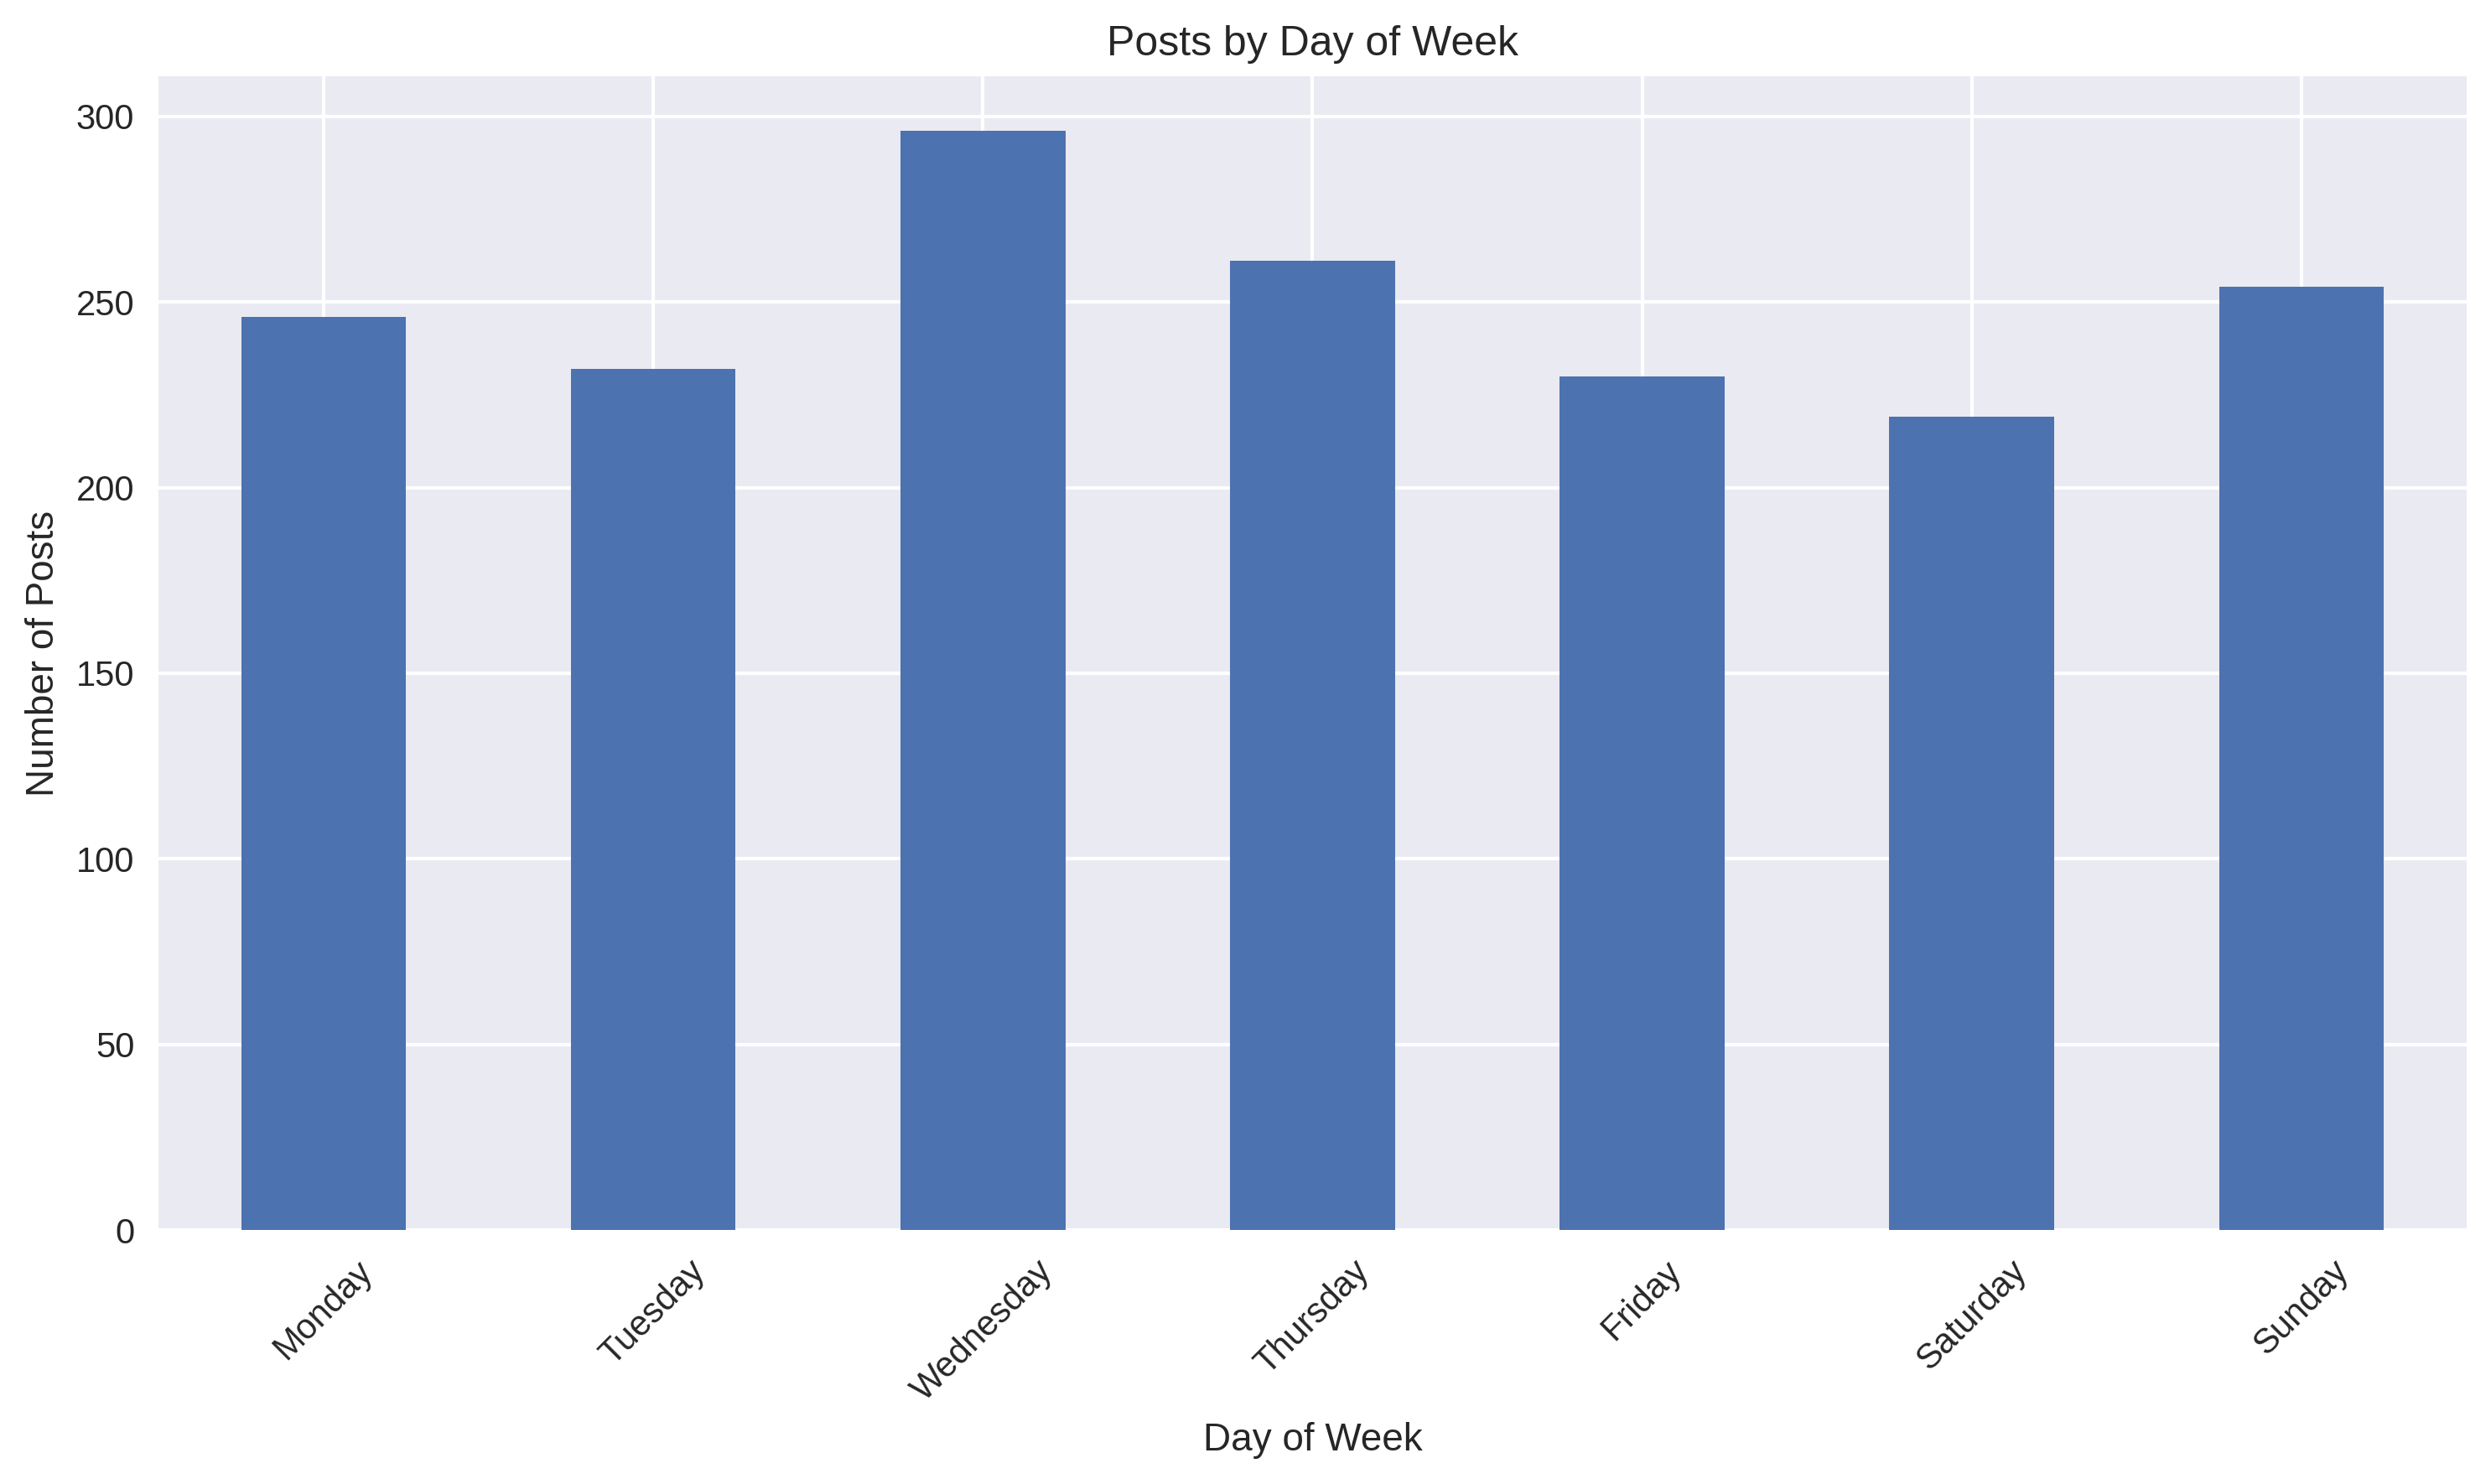 Posts by Day of Week
Number of Posts
300
250
200
150
100
50
0
Monday
Tuesday
Wednesday
Thursday
Friday
Saturday
Sunday
Day of Week